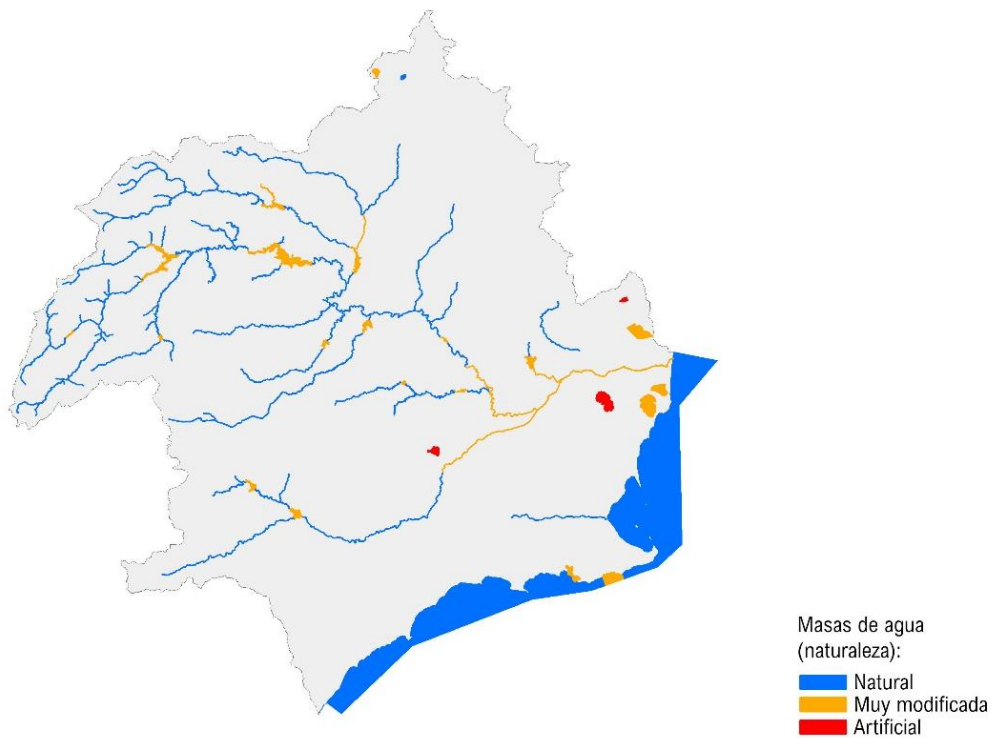 Masas de agua
(naturaleza):
Natural
Muy modificada
Artificial